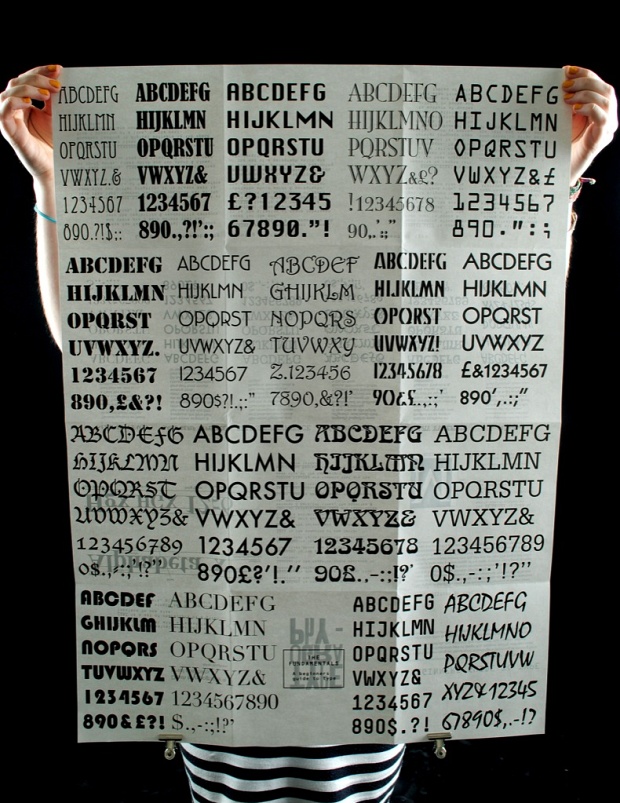 ABCDEFG
HIJKLMN
OPQRSTU
VWXYZ.&
1234567
890.?!$:;
ABCDEFG
HIJKLMN
OPQRSTU
VWXYZ&
1234567
890.,?!':;
ABCDEFG
HIJKLMN
OPQRSTU
VWXYZ&
£?12345
67890."!
ABCDEFG
HIJKLMNO
PQRSTUV
WXYZ&£?
!12345678
90,.:;"
ABCDEFG
HIJKLMN
OPQRSTU
VWXYZ&£
1234567
890.":;
ABCDEFG
HIJKLMN
OPQRST
UVWXYZ.
1234567
890,£&?!
ABCDEFG
HIJKLMN
OPQRST
UVWXYZ&
1234567
890$?!.;:"
ABCDEF
GHIJKLM
NOPQRS
TUVWXY
Z.123456
7890,&?!'
ABCDEFG
HIJKLMN
OPQRST
UVWXYZ!
12345678
90&£.,:;'
ABCDEFG
HIJKLMN
OPQRST
UVWXYZ
£&1234567
890',.:;"
ABCDEFG
HIJKLMN
OPQRST
UVWXYZ&
123456789
0$.,-:;'!?"
ABCDEFG
HIJKLMN
OPQRSTU
VWXYZ&
1234567
890£?'!."
ABCDEFG
HIJKLMN
OPQRSTU
VWXYZ&
12345678
90£.,-:;!?'
ABCDEFG
HIJKLMN
OPQRSTU
VWXYZ&
123456789
0$.,-:;'!?"
ABCDEF
GHIJKLM
NOPQRS
TUVWXYZ
1234567
890&£?!
ABCDEFG
HIJKLMN
OPQRSTU
VWXYZ&
1234567890
$.,-:;!?'
THE
FUNDAMENTALS
A beginners
guide to Type
ABCDEFG
HIJKLMN
OPQRSTU
VWXYZ&
1234567
890$.?!
ABCDEFG
HIJKLMNO
PQRSTUVW
XYZ&12345
67890$,.-!?